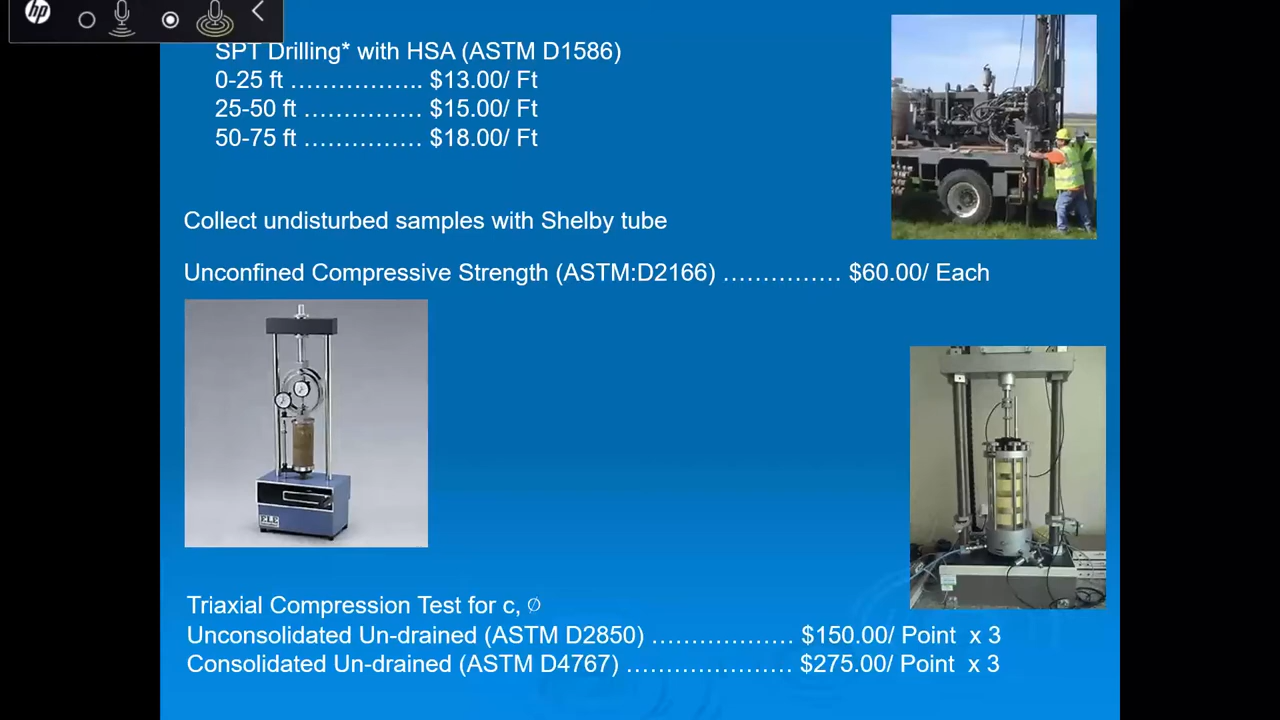 hp
SPT Drilling* with HSA (ASTM D1586)
0-25 ft …………….. $13.00/ Ft
25-50 ft …………… $15.00/ Ft
50-75 ft …………… $18.00/ Ft
Collect undisturbed samples with Shelby tube
Unconfined Compressive Strength (ASTM:D2166) …………… $60.00/ Each
ELE
Triaxial Compression Test for c, ∅
Unconsolidated Un-drained (ASTM D2850) ……………… $150.00/ Point x 3
Consolidated Un-drained (ASTM D4767) ………………… $275.00/ Point x 3